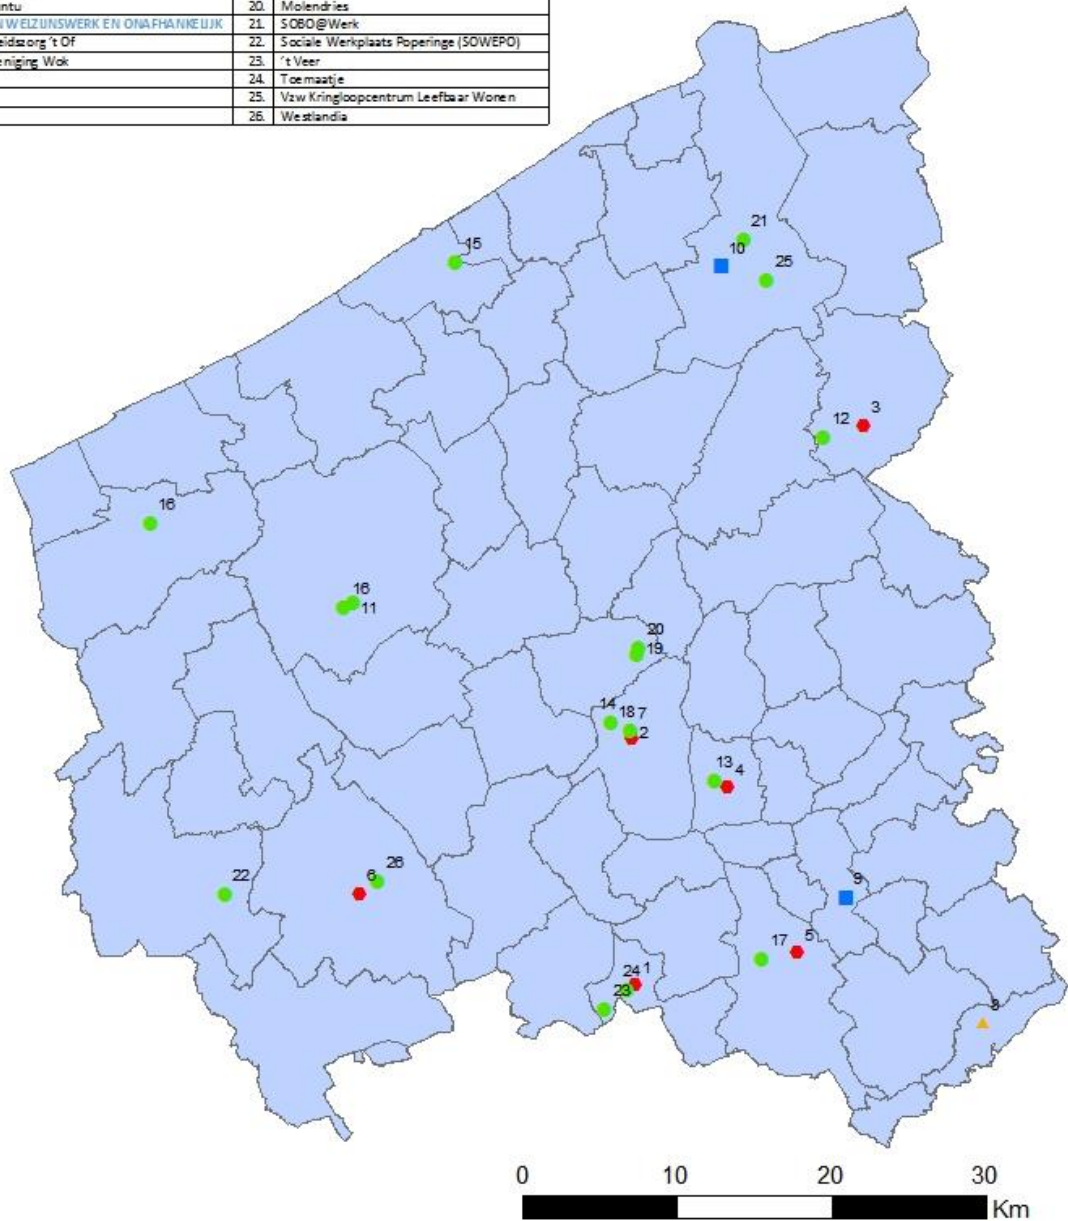 ntu 20. Molendries
N WELZIJNSWERK EN ONAFHANKELIJK 21. SOBO@Werk
eidszorg 't Of 22. Sociale Werkplaats Poperinge (SOWEPO)
eniging Wok 23. 't Veer
24. Toemaatje
25. Vzw Kringloopcentrum Leefbaar Wonen
26. Westlandia
21
15
10
25
12 3
16
16
11
20
19
14 18 7
2
13 4
26
22 6
9
17 5
24 1
23
8
0 10 20 30
Km